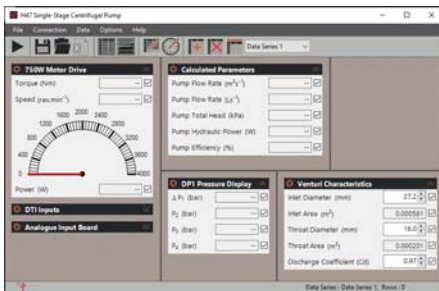 H47 Single-Stage Centrifugal Pump
File Connection Data Options Help
Data Series 1
750W Motor Drive
Torque (Nm) --
Speed (rev.min⁻¹) --
0 400 800 1200 1600 2000 2400 2800 3200 3600 4000
Power (W) --
DTI Inputs
Analogue Input Board
Calculated Parameters
Pump Flow Rate (m³s⁻¹) --
Pump Flow Rate (Ls⁻¹) --
Pump Total Head (kPa) --
Pump Hydraulic Power (W) --
Pump Efficiency (%) --
DP1 Pressure Display
Δ P₁ (bar) --
P₂ (bar) --
P₃ (bar) --
P₄ (bar) --
Venturi Characteristics
Inlet Diameter (mm) 27.2
Inlet Area (m²) 0.000581
Throat Diameter (mm) 16.0
Throat Area (m²) 0.000201
Discharge Coefficient (Cd) 0.97
Data Series : Data Series 1, Rows : 0